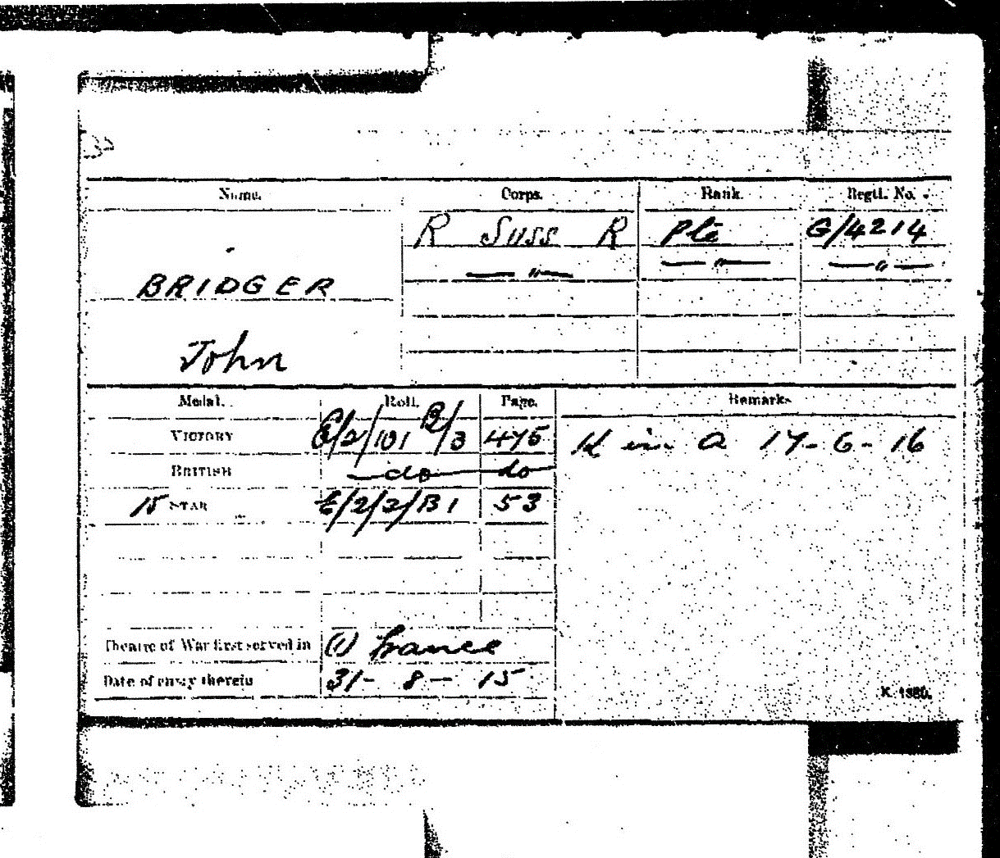 Name. Corps. Rank. Regtl. No.
R Suss R Pte G/4214
— " — — " — — " —
BRIDGER
John
Medal. Roll. Page. Remarks
VICTORY E/2/101 B/3 475 K in A 17-6-16
BRITISH — do — do
15 STAR E/2/2/B1 53
Theatre of War first served in (1) France
Date of entry therein 31 - 8 - 15
K. 1380.